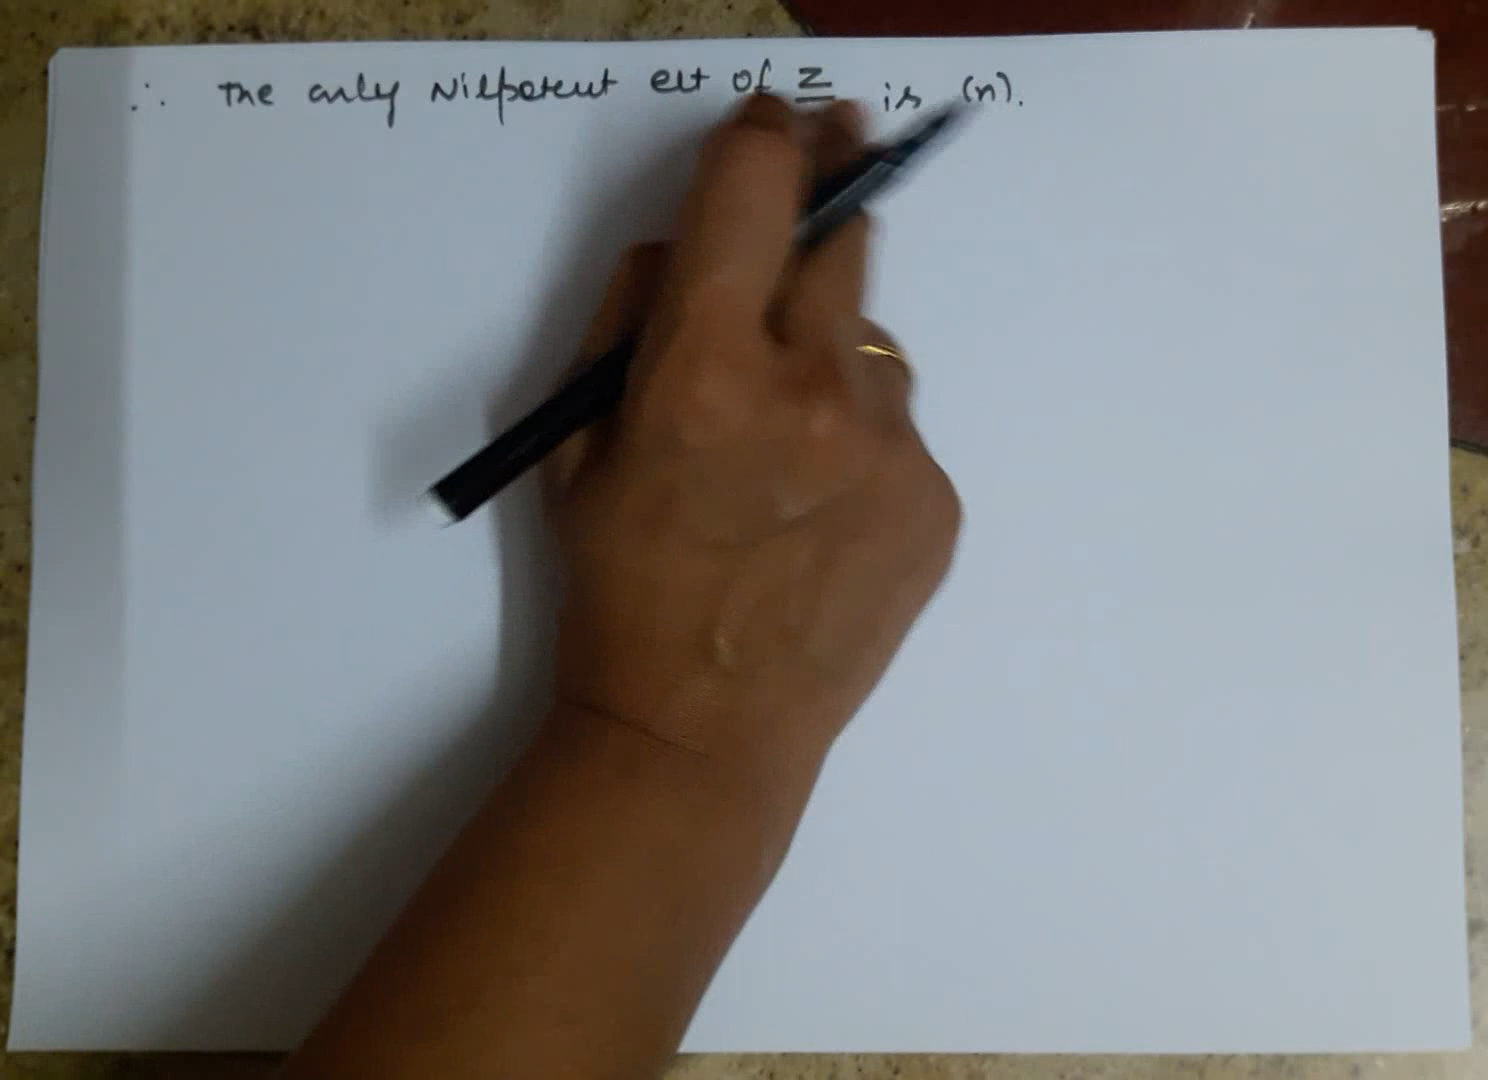 ∴ The only Nilpotent elt of Z is (n).